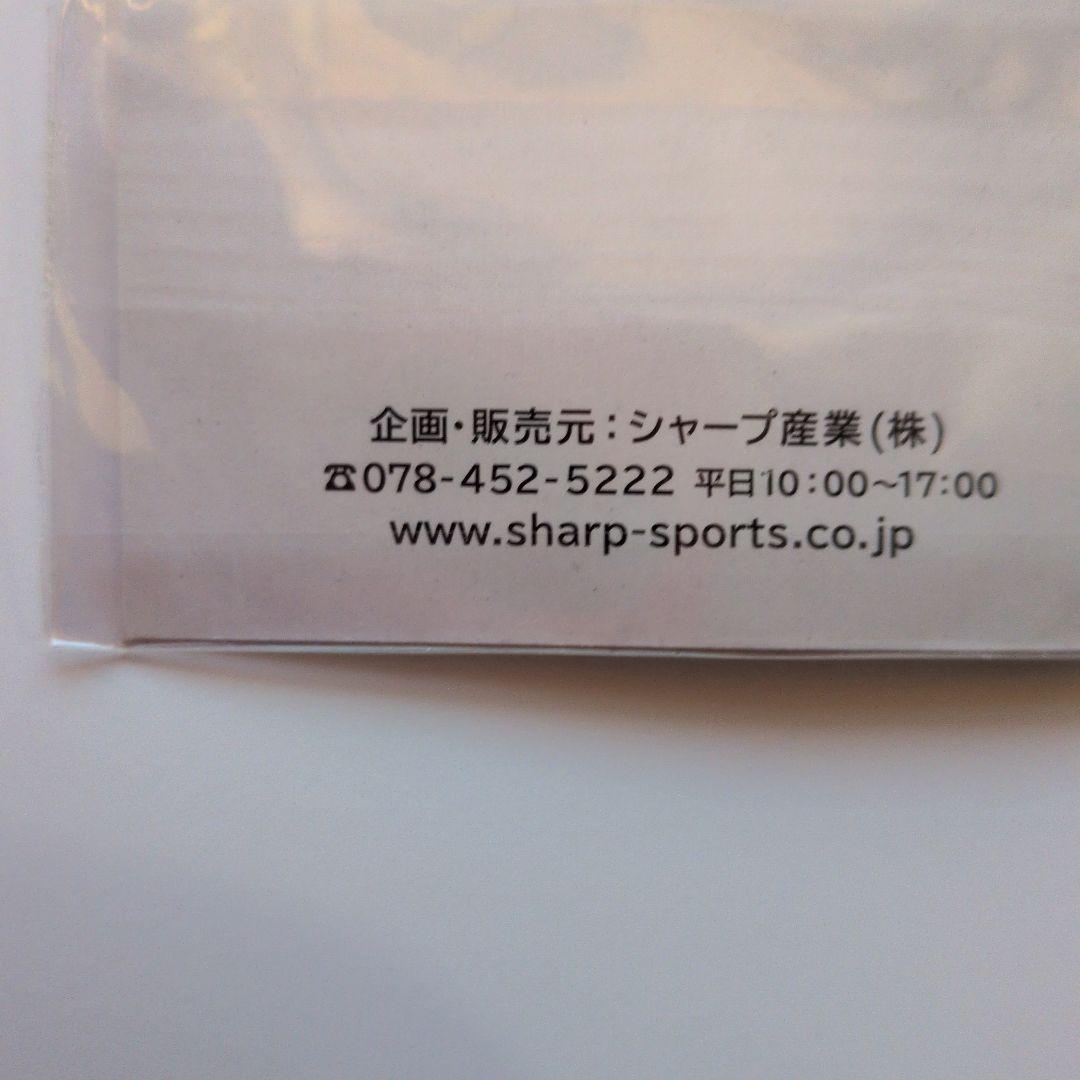 企画・販売元：シャープ産業(株)
☎078-452-5222 平日10：00〜17:00
www.sharp-sports.co.jp